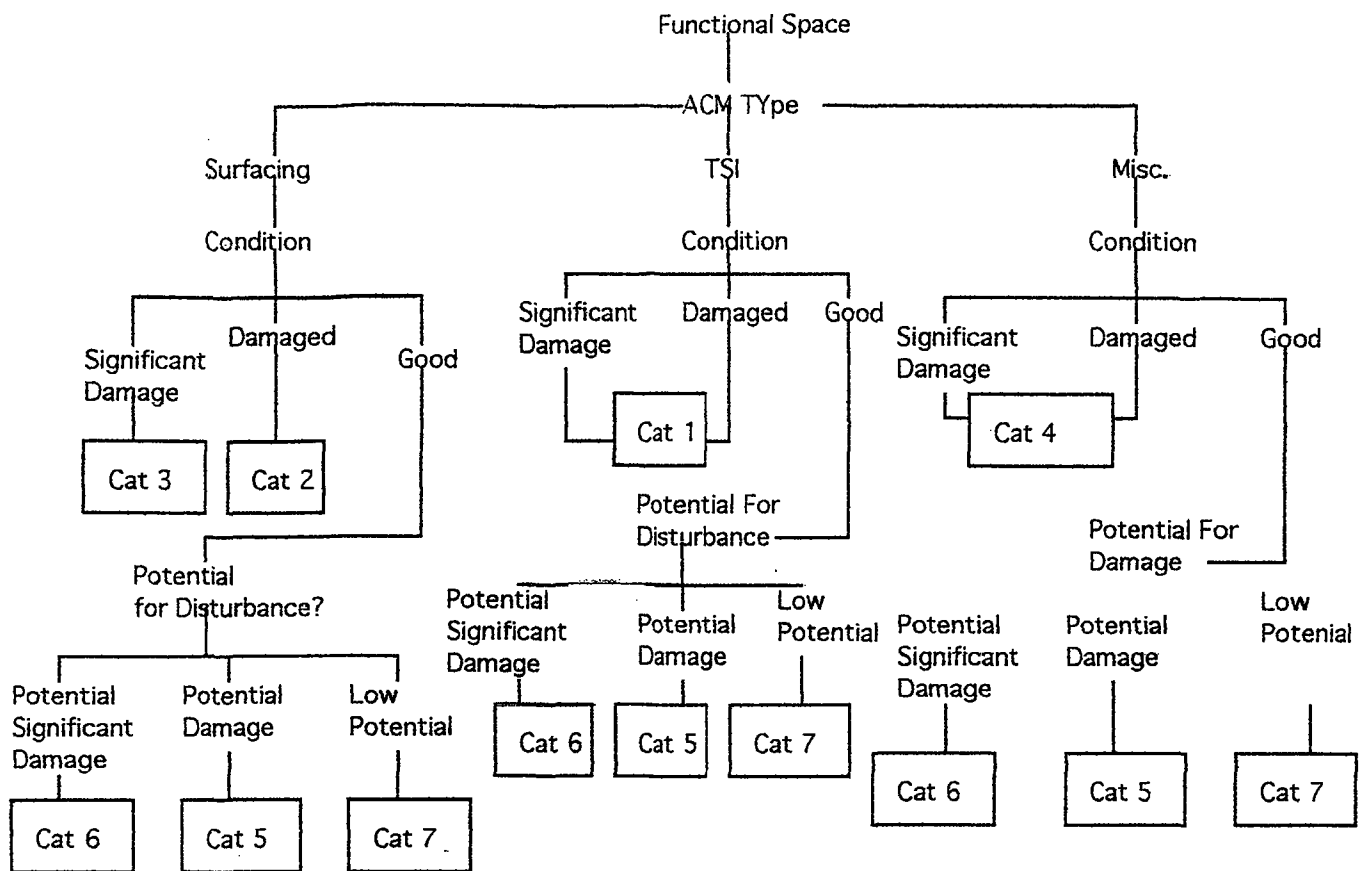 Functional Space
ACM TYpe
Surfacing
TSI
Misc.
Condition
Condition
Condition
Significant
Damage
Damaged
Good
Significant
Damage
Damaged
Good
Significant
Damage
Damaged
Good
Cat 3
Cat 2
Cat 1
Cat 4
Potential
for Disturbance?
Potential For
Disturbance
Potential For
Damage
Potential
Significant
Damage
Potential
Damage
Low
Potential
Potential
Significant
Damage
Potential
Damage
Low
Potential
Potential
Significant
Damage
Potential
Damage
Low
Potenial
Cat 6
Cat 5
Cat 7
Cat 6
Cat 5
Cat 7
Cat 6
Cat 5
Cat 7